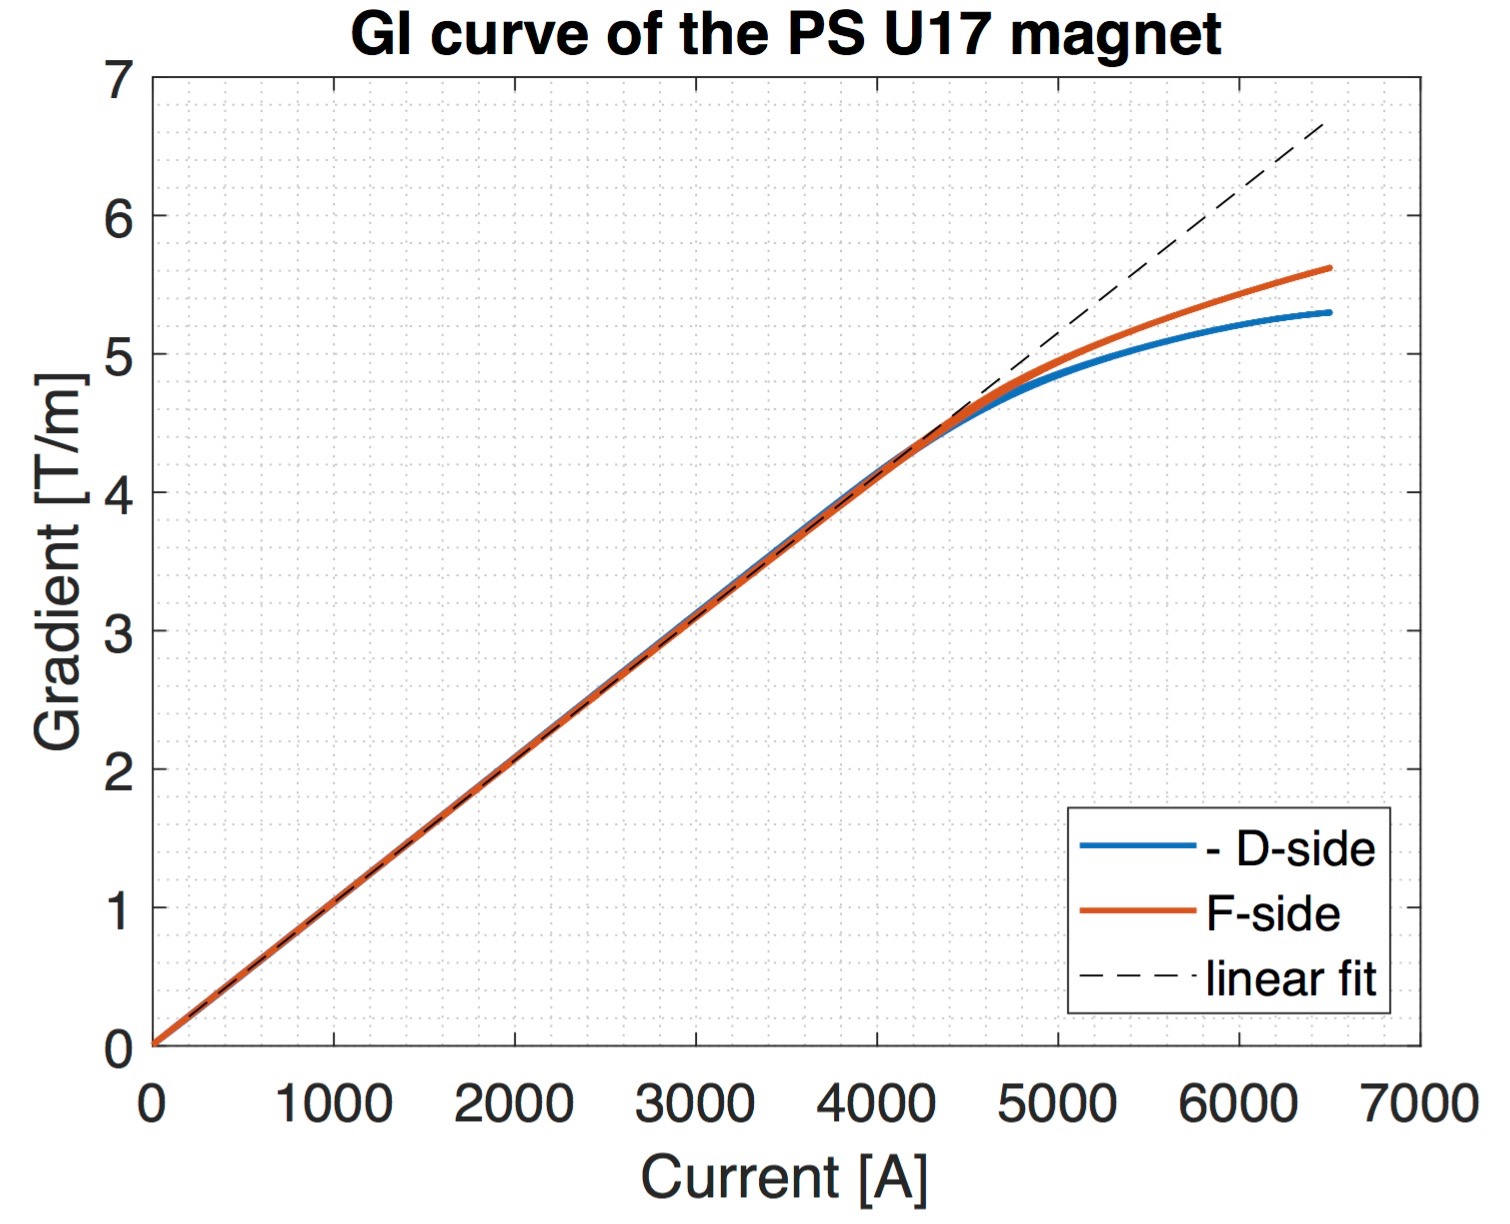 GI curve of the PS U17 magnet
7
6
5
4
3
2
1
0
Gradient [T/m]
0 1000 2000 3000 4000 5000 6000 7000
Current [A]
- D-side
F-side
linear fit